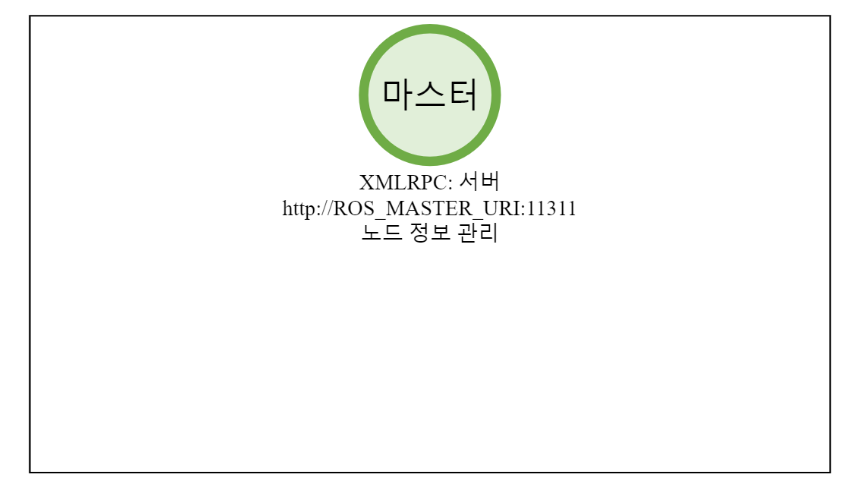 마스터
XMLRPC: 서버
http://ROS_MASTER_URI:11311
노드 정보 관리